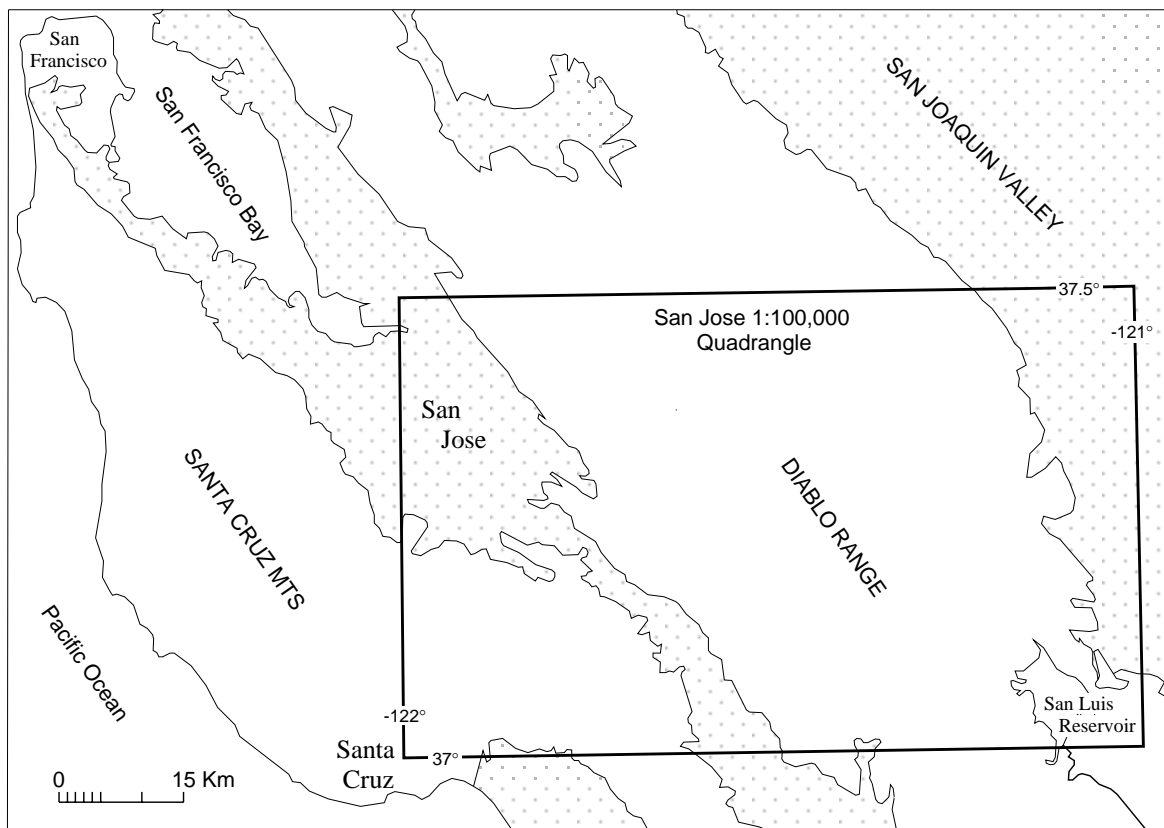 San
Francisco
San Francisco Bay
SAN JOAQUIN VALLEY
37.5°
San Jose 1:100,000
Quadrangle
-121°
San
Jose
SANTA CRUZ MTS
DIABLO RANGE
Pacific Ocean
San Luis
Reservoir
-122°
Santa
Cruz
37°
0 15 Km